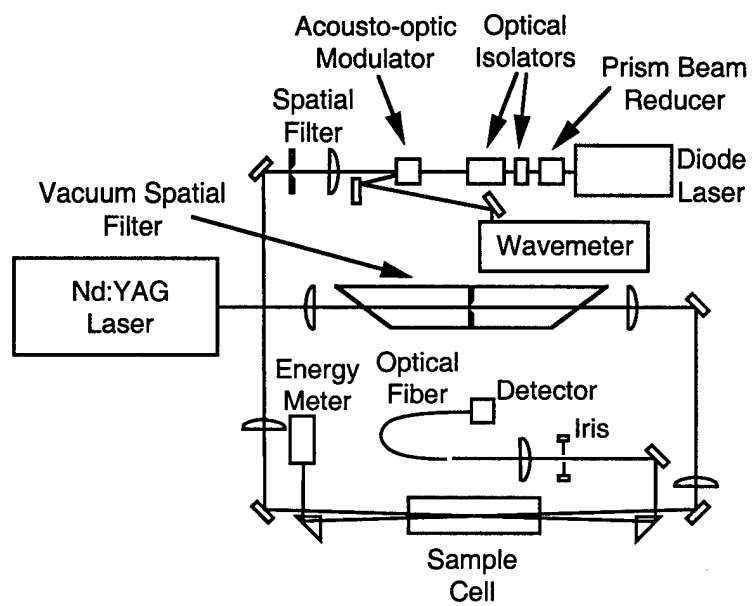 Acousto-optic
Modulator
Optical
Isolators
Prism Beam
Reducer
Spatial
Filter
Diode
Laser
Vacuum Spatial
Filter
Wavemeter
Nd:YAG
Laser
Energy
Meter
Optical
Fiber
Detector
Iris
Sample
Cell